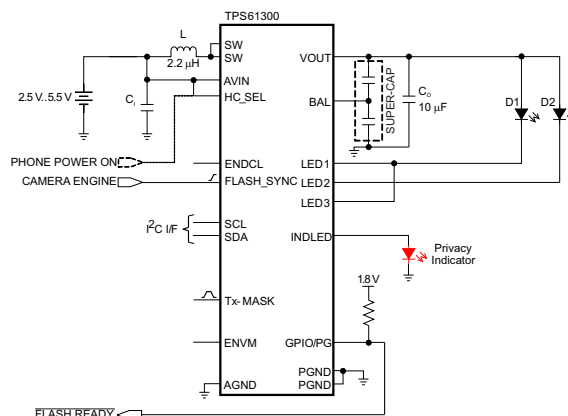 TPS61300
L
2.2 μH
SW
SW
AVIN
HC_SEL
2.5 V..5.5 V
C_I
PHONE POWER ON
ENDCL
CAMERA ENGINE
FLASH_SYNC
I²C I/F
SCL
SDA
Tx-MASK
ENVM
AGND
FLASH READY
VOUT
BAL
SUPER-CAP
C_O
10 μF
D1
D2
LED1
LED2
LED3
INDLED
Privacy
Indicator
1.8 V
GPIO/PG
PGND
PGND